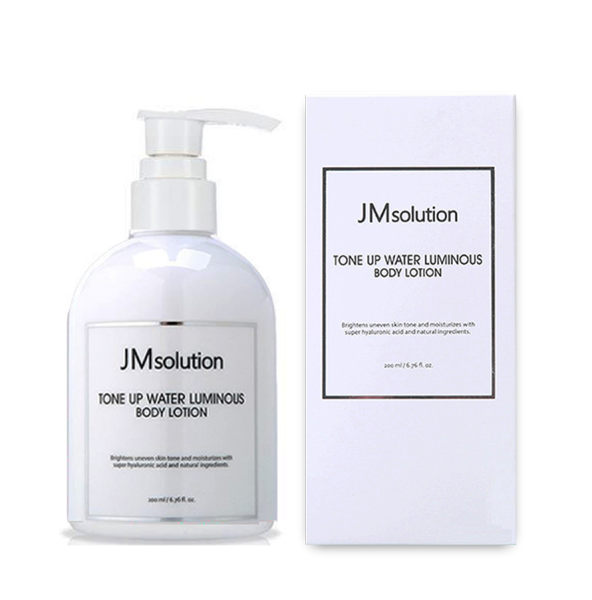 JMsolution
TONE UP WATER LUMINOUS
BODY LOTION
Brightens uneven skin tone and moisturizes with
super hyaluronic acid and natural ingredients.
200 ml / 6.76 fl. oz.
JMsolution
TONE UP WATER LUMINOUS
BODY LOTION
Brightens uneven skin tone and moisturizes with
super hyaluronic acid and natural ingredients.
200 ml / 6.76 fl. oz.